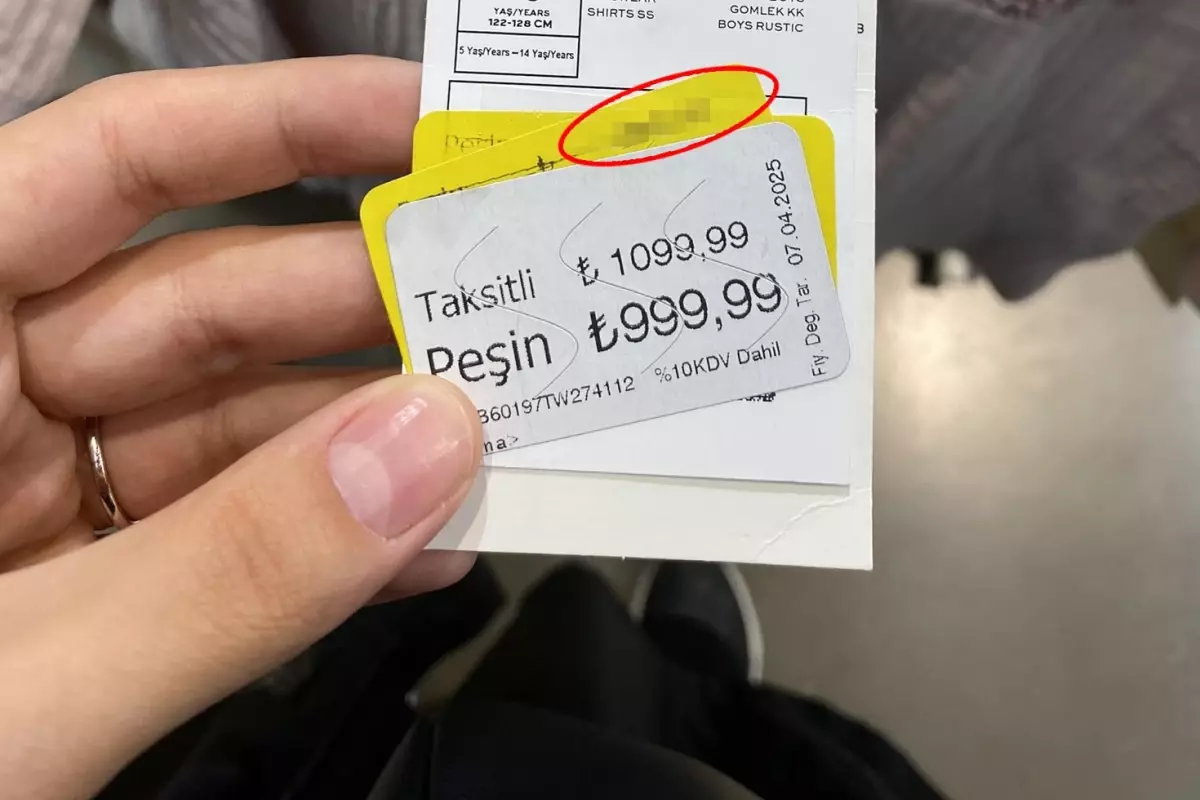 YAŞ/YEARS
122-128 CM
5 Yaş/Years –14 Yaş/Years
SHIRTS SS
GOMLEK KK
BOYS RUSTIC
Taksitli ₺ 1099,99
Peşin ₺999,99
360197TW274112 %10KDV Dahil
Fiy. Deg. Tar. 07.04.2025